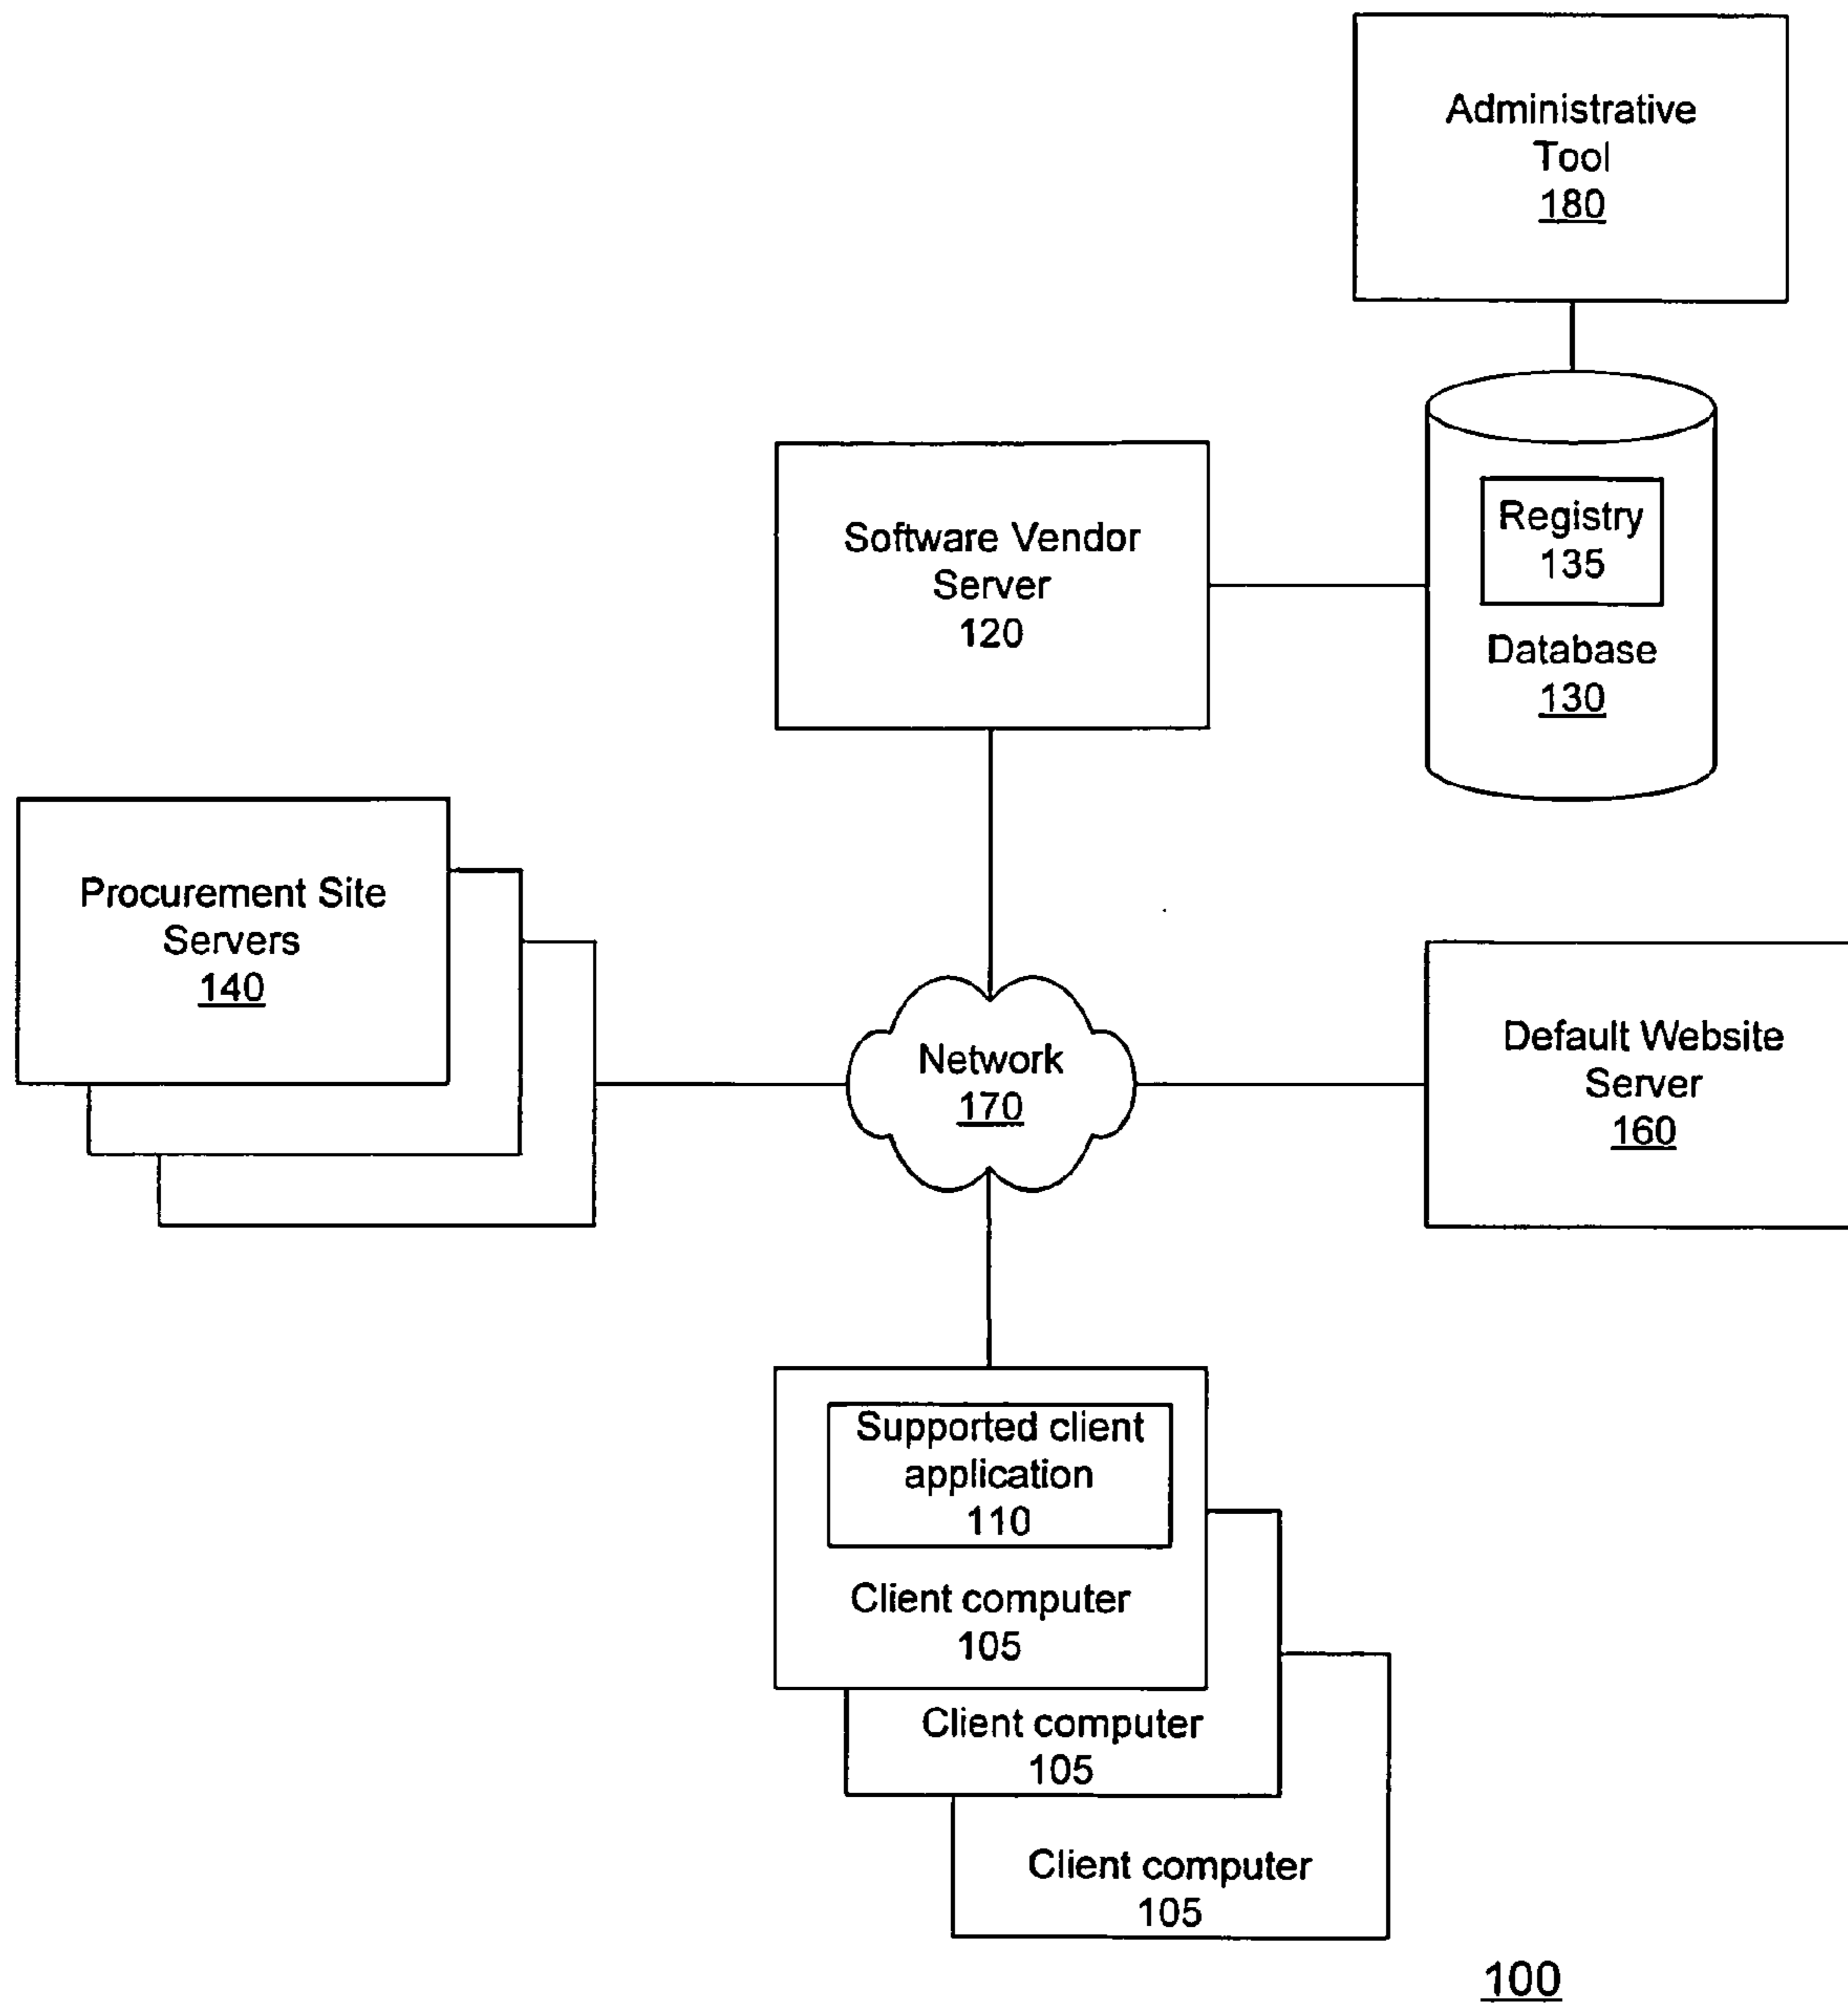 Administrative
Tool
180
Software Vendor
Server
120
Registry
135
Database
130
Procurement Site
Servers
140
Network
170
Default Website
Server
160
Supported client
application
110
Client computer
105
Client computer
105
Client computer
105
100